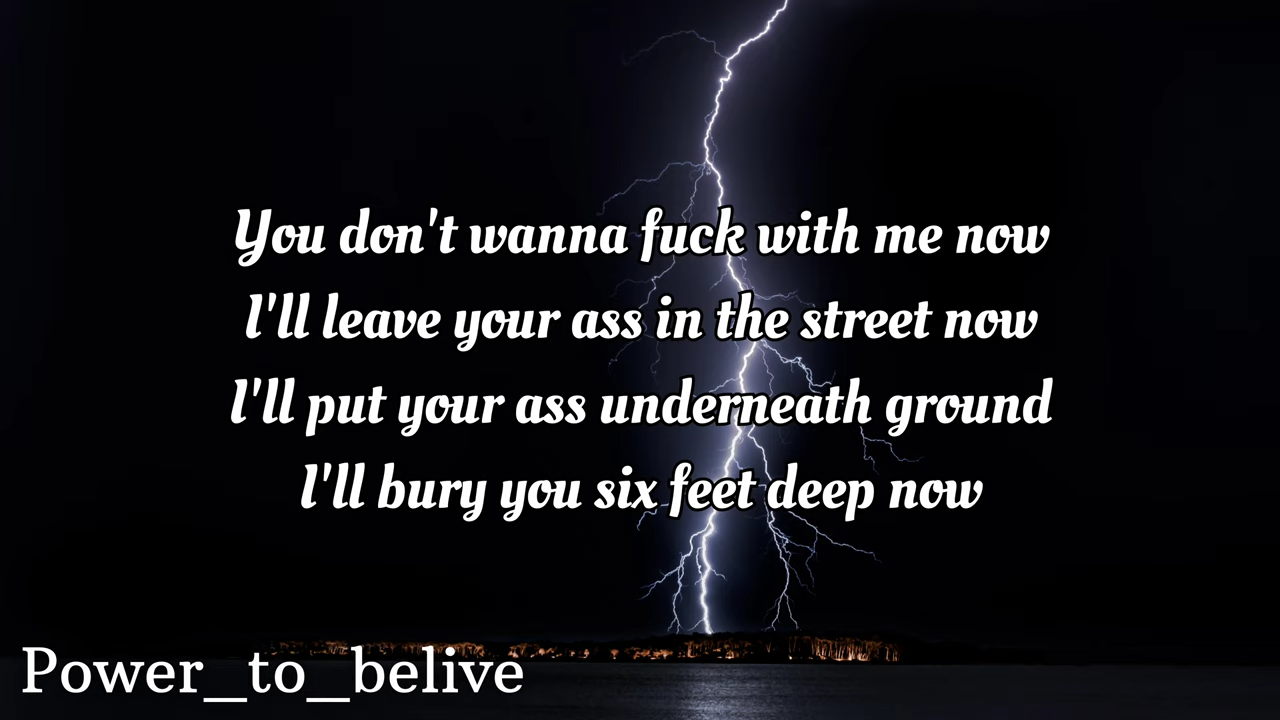 You don't wanna fuck with me now
I'll leave your ass in the street now
I'll put your ass underneath ground
I'll bury you six feet deep now
Power_to_belive